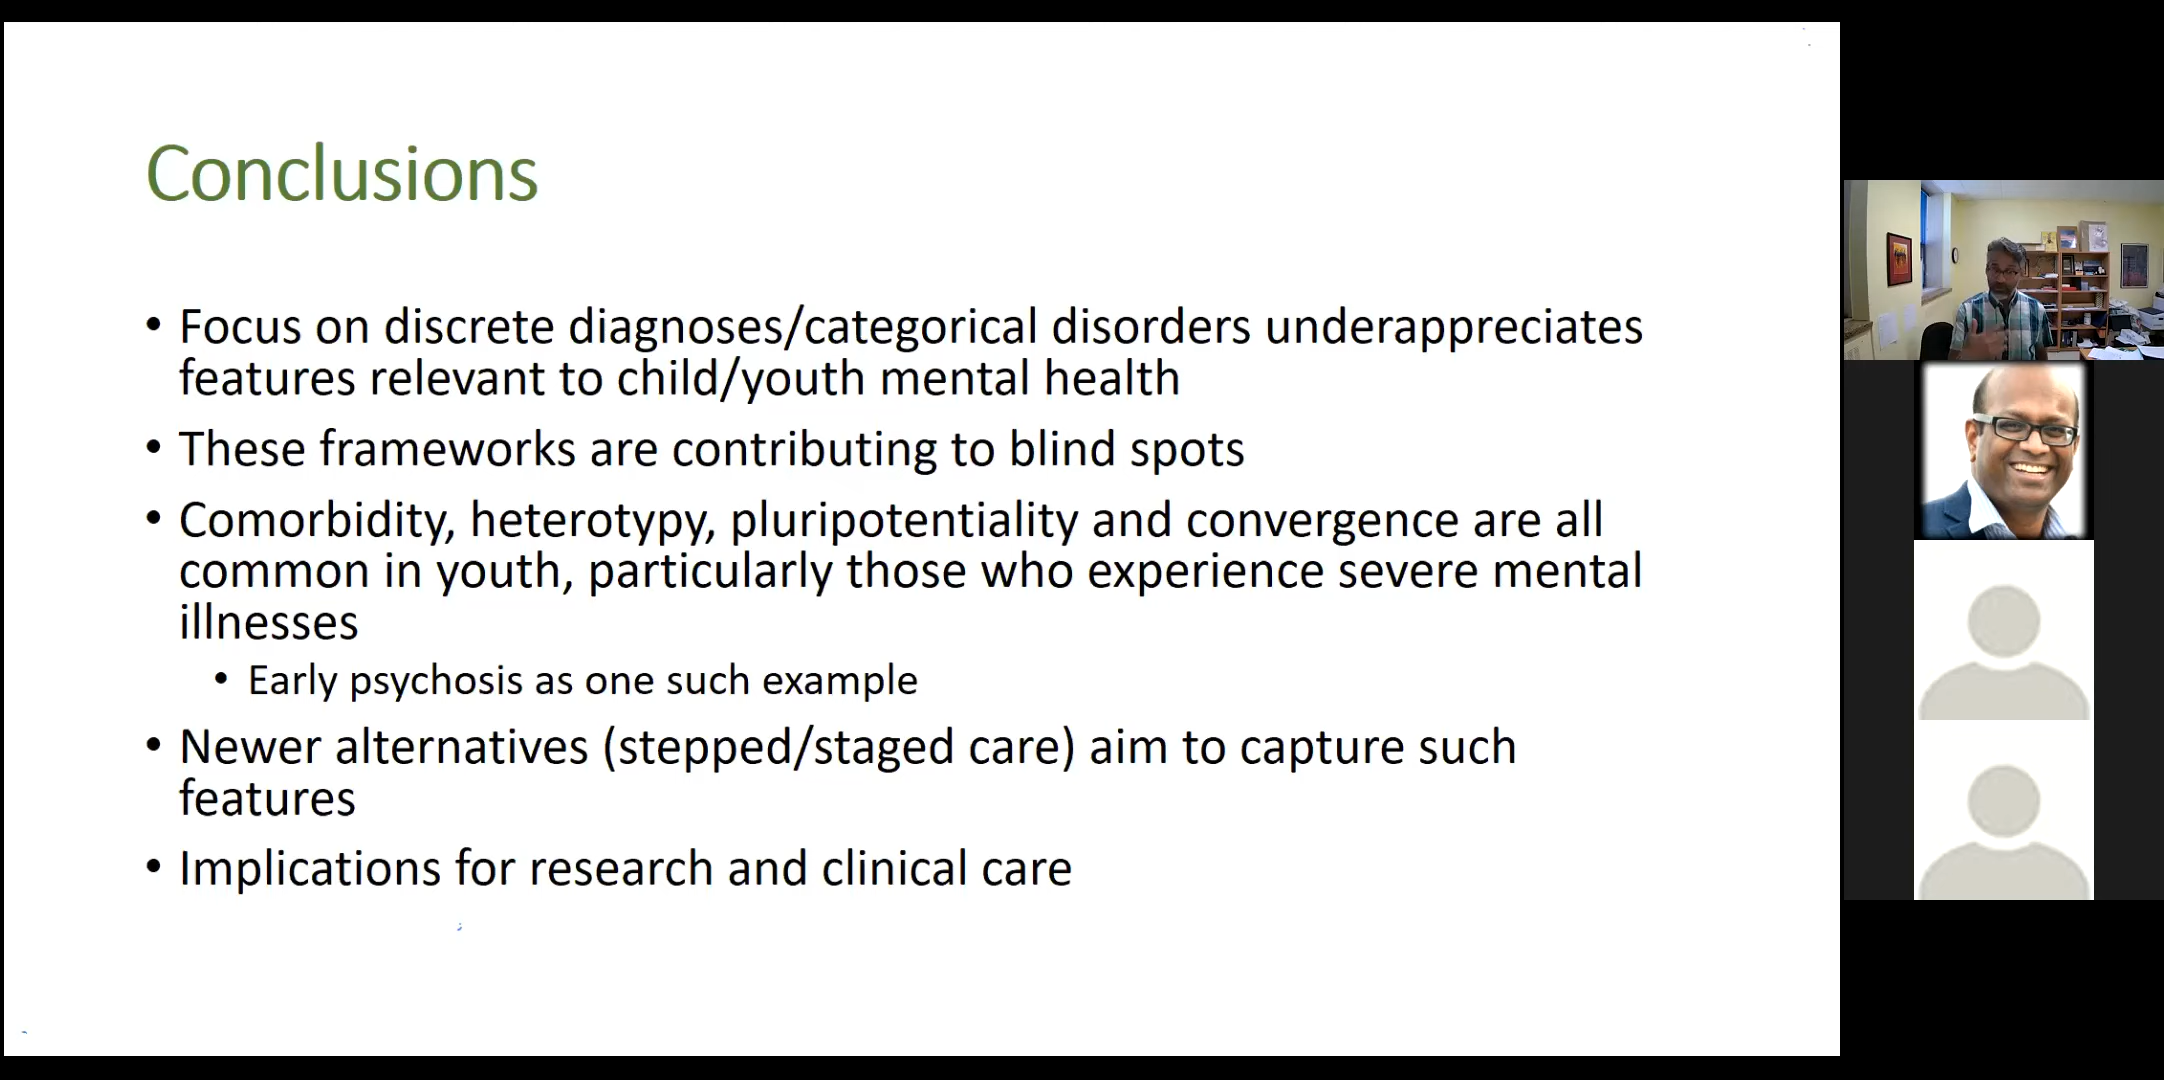 Conclusions
• Focus on discrete diagnoses/categorical disorders underappreciates
features relevant to child/youth mental health
• These frameworks are contributing to blind spots
• Comorbidity, heterotypy, pluripotentiality and convergence are all
common in youth, particularly those who experience severe mental
illnesses
• Early psychosis as one such example
• Newer alternatives (stepped/staged care) aim to capture such
features
• Implications for research and clinical care